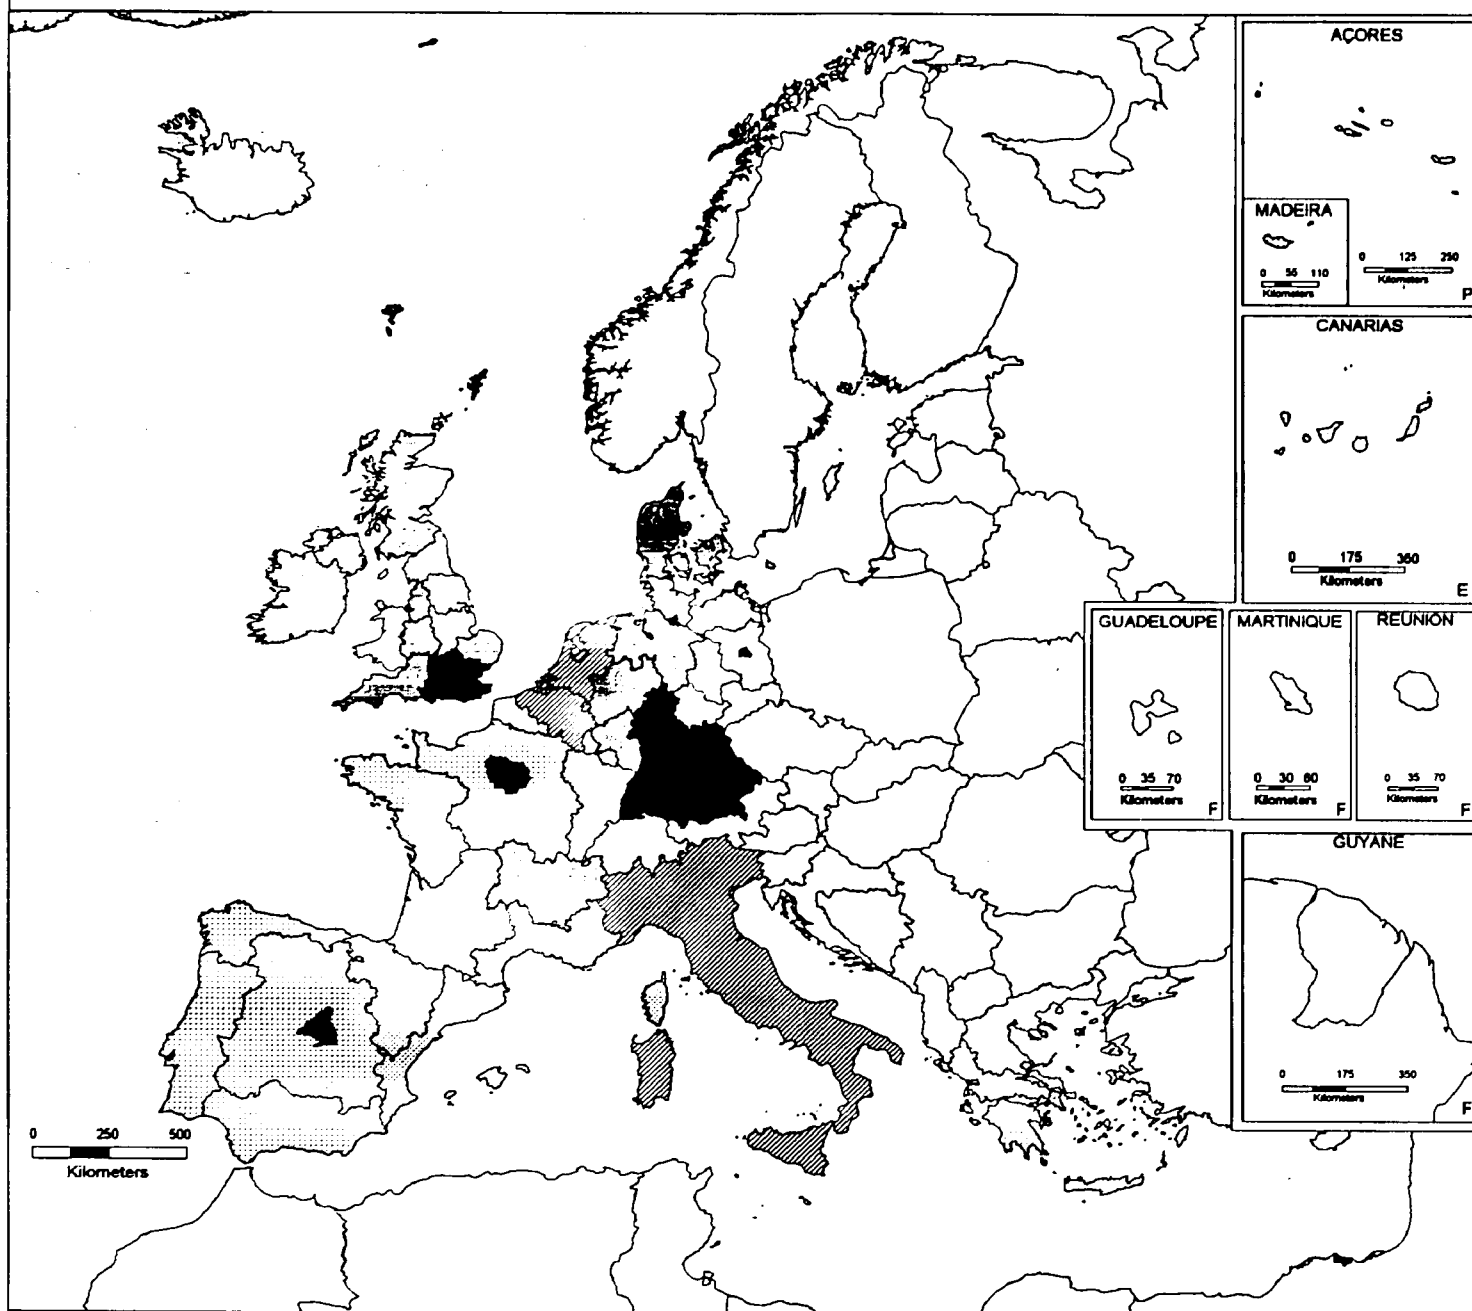 AÇORES
MADEIRA
0 55 110
Kilometers
0 125 250
Kilometers
P
CANARIAS
0 175 350
Kilometers
E
GUADELOUPE
0 35 70
Kilometers
F
MARTINIQUE
0 30 60
Kilometers
F
REUNION
0 35 70
Kilometers
F
GUYANE
0 175 350
Kilometers
F
0 250 500
Kilometers